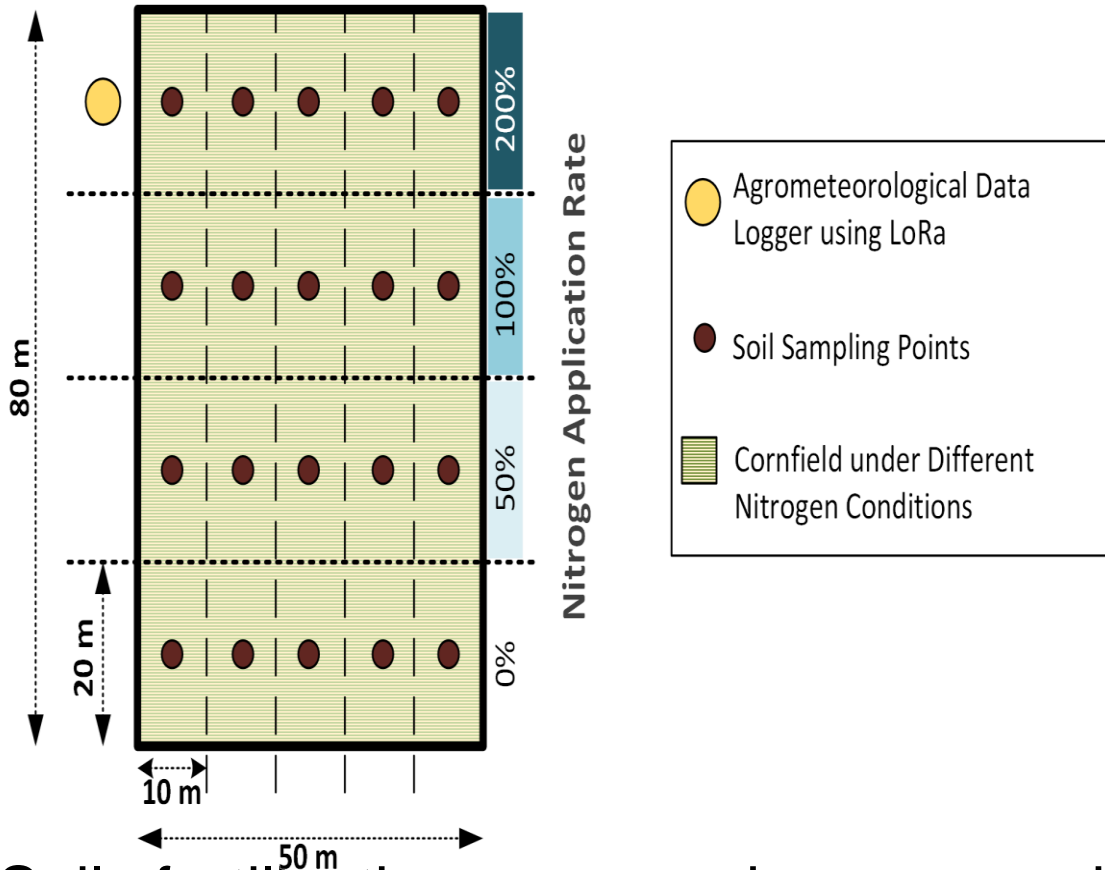 80 m
20 m
10 m
50 m
200%
100%
50%
0%
Nitrogen Application Rate
Agrometeorological Data
Logger using LoRa
Soil Sampling Points
Cornfield under Different
Nitrogen Conditions